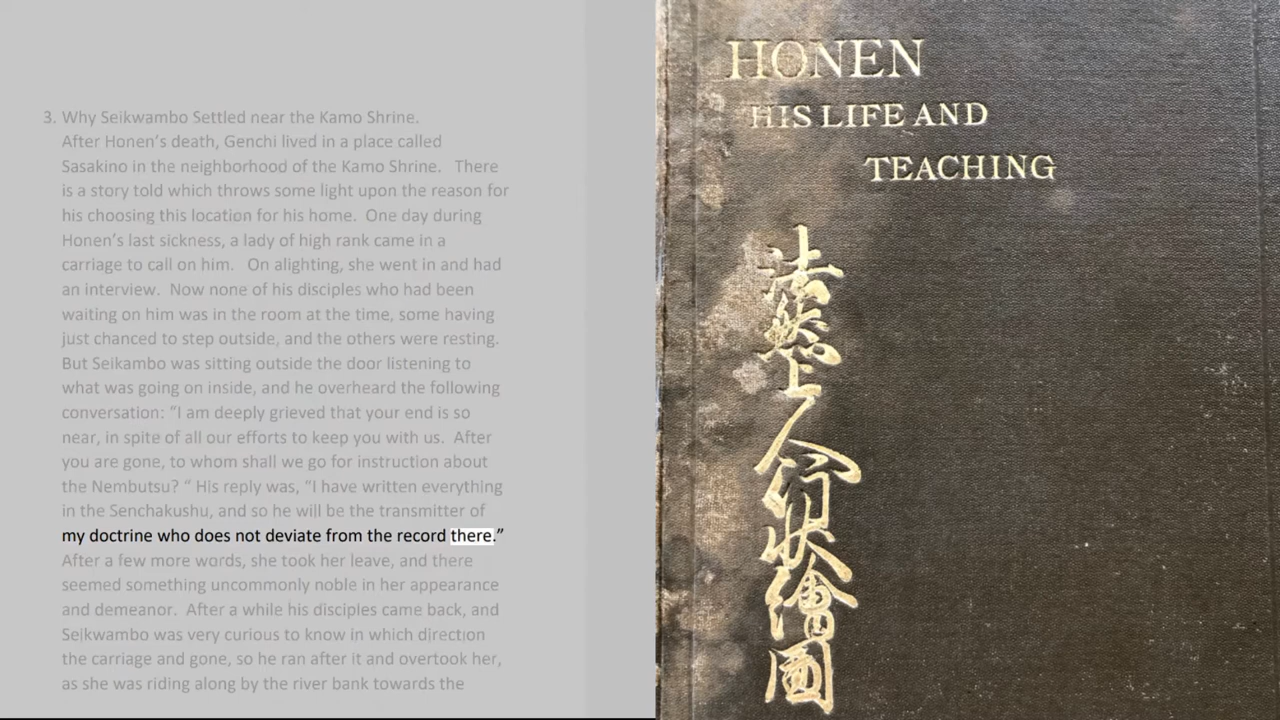 3. Why Seikwambo Settled near the Kamo Shrine.
After Honen's death, Genchi lived in a place called
Sasakino in the neighborhood of the Kamo Shrine. There
is a story told which throws some light upon the reason for
his choosing this location for his home. One day during
Honen's last sickness, a lady of high rank came in a
carriage to call on him. On alighting, she went in and had
an interview. Now none of his disciples who had been
waiting on him was in the room at the time, some having
just chanced to step outside, and the others were resting.
But Seikambo was sitting outside the door listening to
what was going on inside, and he overheard the following
conversation: “I am deeply grieved that your end is so
near, in spite of all our efforts to keep you with us. After
you are gone, to whom shall we go for instruction about
the Nembutsu? “ His reply was, “I have written everything
in the Senchakushu, and so he will be the transmitter of
my doctrine who does not deviate from the record there.”
After a few more words, she took her leave, and there
seemed something uncommonly noble in her appearance
and demeanor. After a while his disciples came back, and
Seikwambo was very curious to know in which direction
the carriage and gone, so he ran after it and overtook her,
as she was riding along by the river bank towards the
HONEN
HIS LIFE AND
TEACHING
法然上人行状繪圖